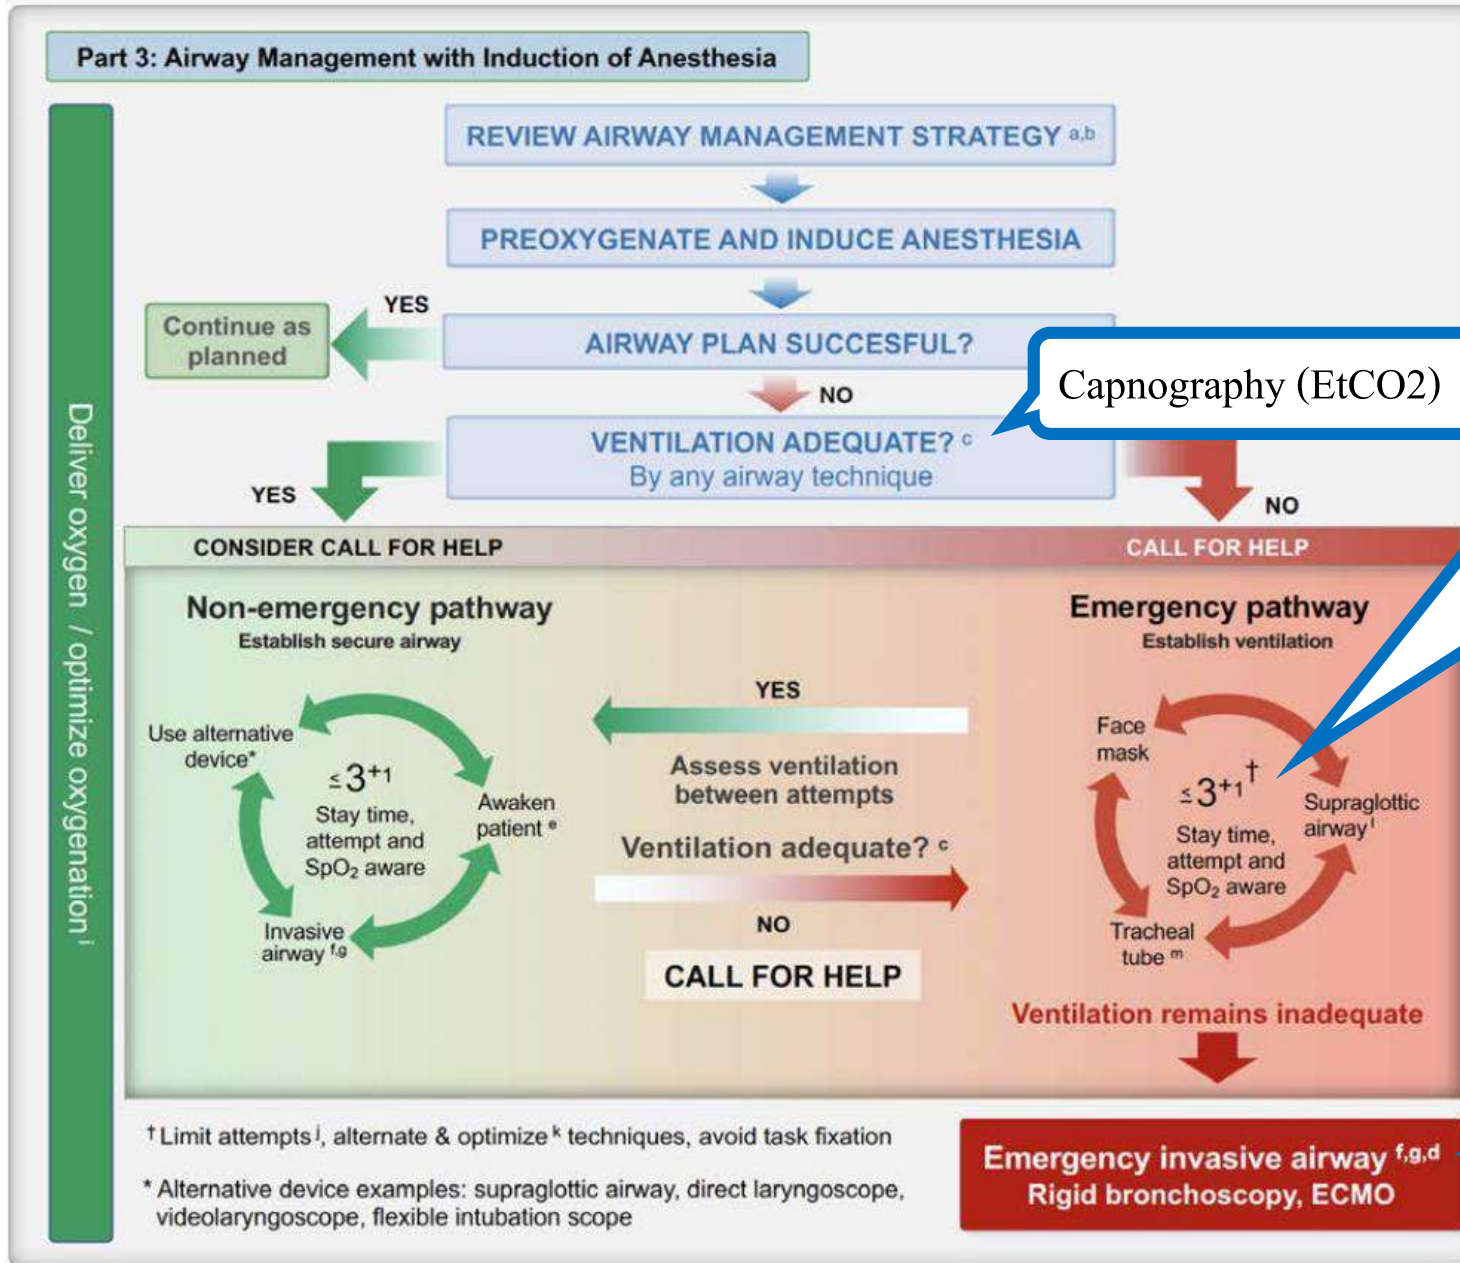 Part 3: Airway Management with Induction of Anesthesia
Deliver oxygen / optimize oxygenation i
REVIEW AIRWAY MANAGEMENT STRATEGY a,b
PREOXYGENATE AND INDUCE ANESTHESIA
YES
Continue as
planned
AIRWAY PLAN SUCCESFUL?
NO
Capnography (EtCO2)
VENTILATION ADEQUATE? c
By any airway technique
YES
NO
CONSIDER CALL FOR HELP
CALL FOR HELP
Non-emergency pathway
Establish secure airway
Use alternative
device*
≤3+1
Stay time,
attempt and
SpO2 aware
Awaken
patient e
Invasive
airway f,g
YES
Assess ventilation
between attempts
Ventilation adequate? c
NO
CALL FOR HELP
Emergency pathway
Establish ventilation
Face
mask
≤3+1†
Stay time,
attempt and
SpO2 aware
Supraglottic
airway l
Tracheal
tube m
Ventilation remains inadequate
† Limit attempts j, alternate & optimize k techniques, avoid task fixation
* Alternative device examples: supraglottic airway, direct laryngoscope,
videolaryngoscope, flexible intubation scope
Emergency invasive airway f,g,d
Rigid bronchoscopy, ECMO